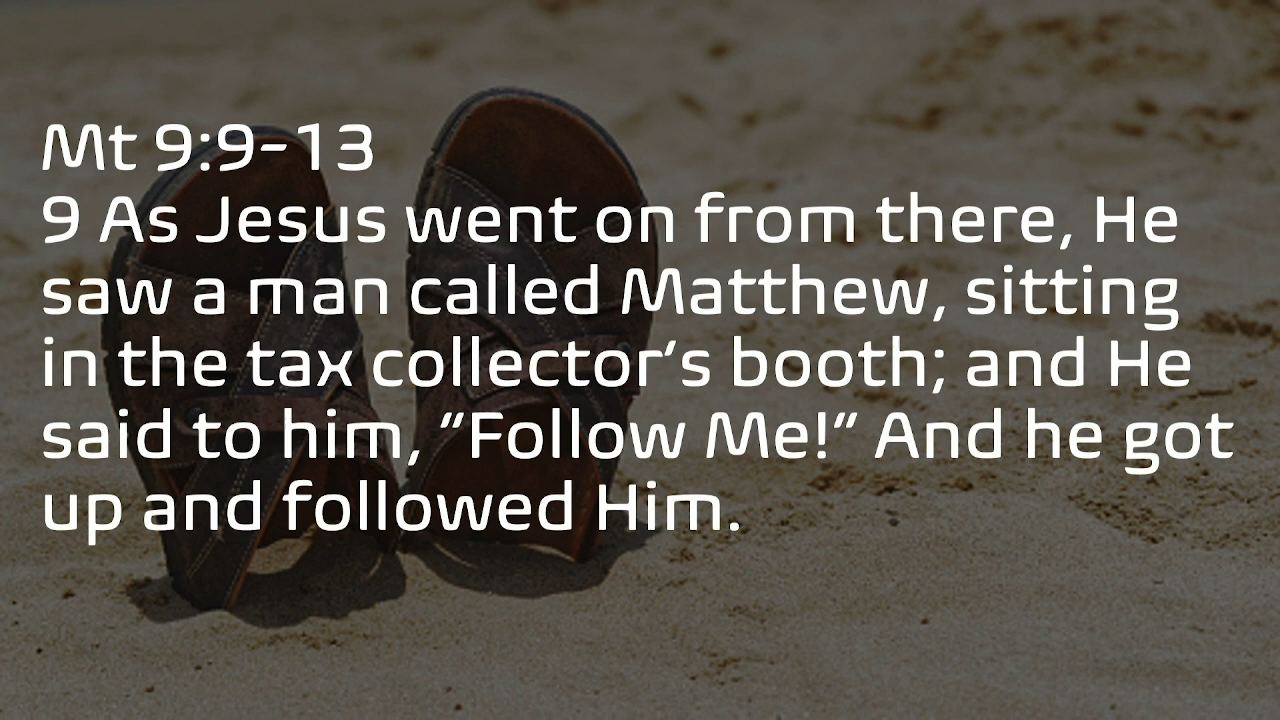 Mt 9:9-13
9 As Jesus went on from there, He
saw a man called Matthew, sitting
in the tax collector's booth; and He
said to him, "Follow Me!" And he got
up and followed Him.